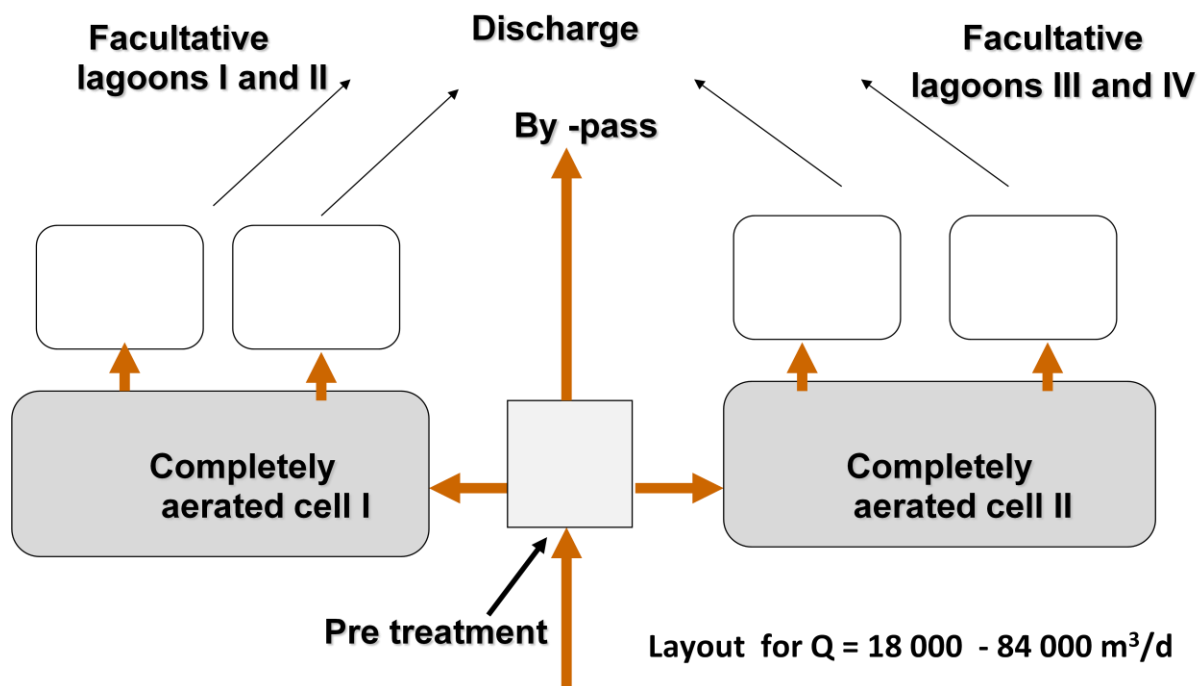 Facultative
lagoons I and II
Discharge
Facultative
lagoons III and IV
By -pass
Completely
aerated cell I
Completely
aerated cell II
Pre treatment
Layout for Q = 18 000 - 84 000 m³/d